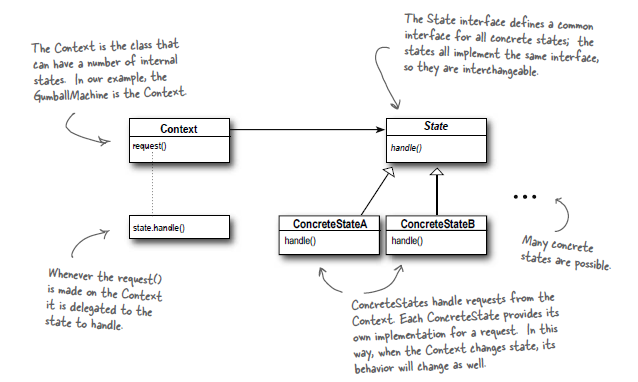 The Context is the class that
can have a number of internal
states. In our example, the
GumballMachine is the Context.
The State interface defines a common
interface for all concrete states; the
states all implement the same interface,
so they are interchangeable.
Context
request()
State
handle()
state.handle()
ConcreteStateA
handle()
ConcreteStateB
handle()
...
Many concrete
states are possible.
Whenever the request()
is made on the Context
it is delegated to the
state to handle.
ConcreteStates handle requests from the
Context. Each ConcreteState provides its
own implementation for a request. In this
way, when the Context changes state, its
behavior will change as well.